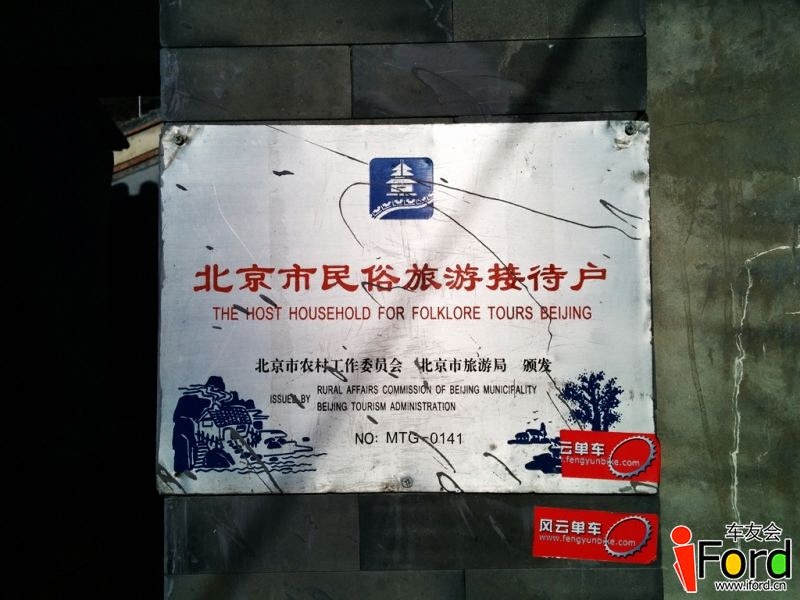 北京市民俗旅游接待户
THE HOST HOUSEHOLD FOR FOLKLORE TOURS BEIJING
北京市农村工作委员会 北京市旅游局 颁发
ISSUED BY RURAL AFFAIRS COMMISSION OF BEIJING MUNICIPALITY
BEIJING TOURISM ADMINISTRATION
NO: MTG-0141
云单车
.fengyunbike.com
风云单车
www.fengyunbike.com
车友会
iFord
www.iford.cn